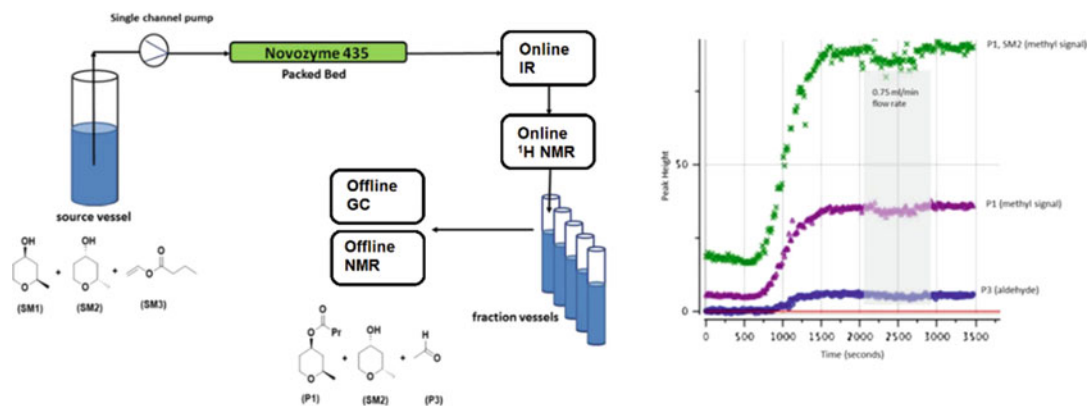 Single channel pump
Novozyme 435
Packed Bed
Online
IR
Online
¹H NMR
Offline
GC
Offline
NMR
source vessel
fraction vessels
OH
O
(SM1)
+
OH
O
(SM2)
+
O
O
(SM3)
O
O
Pr
O
(P1)
+
OH
O
(SM2)
+
H
O
(P3)
P1, SM2 (methyl signal)
0.75 ml/min
flow rate
P1 (methyl signal)
P3 (aldehyde)
Peak Height
50
0
0
500
1000
1500
2000
2500
3000
3500
Time (seconds)